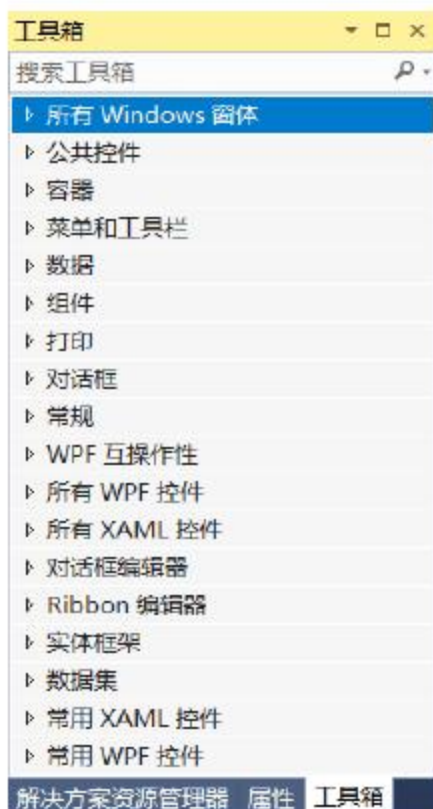 工具箱
搜索工具箱
所有 Windows 窗体
公共控件
容器
菜单和工具栏
数据
组件
打印
对话框
常规
WPF 互操作性
所有 WPF 控件
所有 XAML 控件
对话框编辑器
Ribbon 编辑器
实体框架
数据集
常用 XAML 控件
常用 WPF 控件
解决方案资源管理器 属性 工具箱